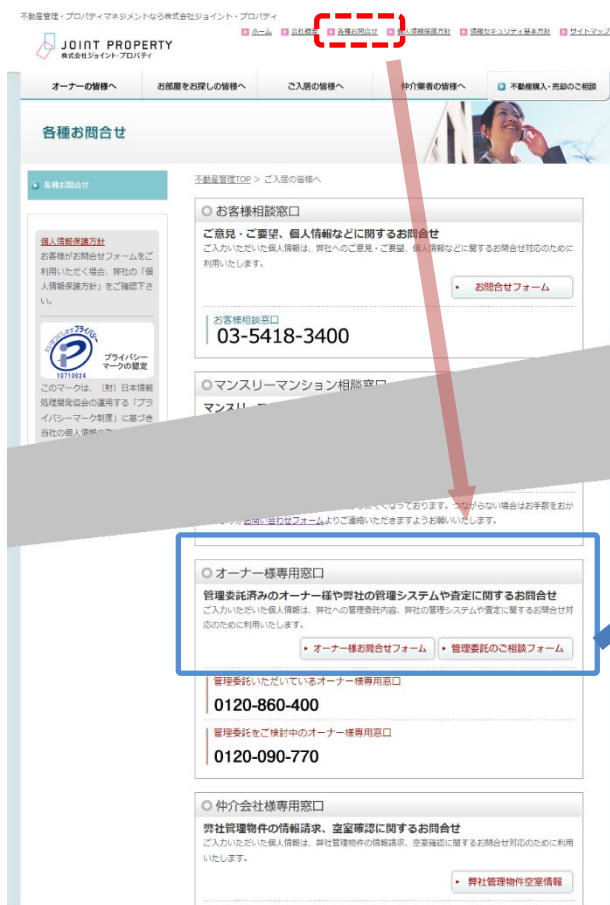 不動産管理・プロパティマネジメントなら株式会社ジョイント・プロパティ
ホーム 会社概要 各種お問合せ 個人情報保護方針 情報セキュリティ基本方針 サイトマップ
JOINT PROPERTY
株式会社ジョイント・プロパティ
オーナーの皆様へ お部屋をお探しの皆様へ ご入居の皆様へ 仲介業者の皆様へ 不動産購入・売却のご相談
各種お問合せ
各種お問合せ
不動産管理TOP > ご入居の皆様へ
個人情報保護方針
お客様がお問合せフォームをご
利用いただく場合、弊社の「個
人情報保護方針」をご確認下さ
い。
プライバシー
マークの認定
10710024
このマークは、（財）日本情報
処理開発協会の運用する「プラ
イバシーマーク制度」に基づき
当社の個人情報の
お客様相談窓口
ご意見・ご要望、個人情報などに関するお問合せ
ご入力いただいた個人情報は、弊社へのご意見・ご要望、個人情報などに関するお問合せ対応のために
利用いたします。
お問合せフォーム
お客様相談窓口
03-5418-3400
マンスリーマンション相談窓口
マンスリーマ
くなっております。つながらない場合はお手数をおか
お問い合わせフォームよりご連絡いただきますようお願いいたします。
オーナー様専用窓口
管理委託済みのオーナー様や弊社の管理システムや査定に関するお問合せ
ご入力いただいた個人情報は、弊社への管理委託内容、弊社の管理システムや査定に関するお問合せ対
応のために利用いたします。
オーナー様お問合せフォーム 管理委託のご相談フォーム
管理委託いただいているオーナー様専用窓口
0120-860-400
管理委託をご検討中のオーナー様専用窓口
0120-090-770
仲介会社様専用窓口
弊社管理物件の情報請求、空室確認に関するお問合せ
ご入力いただいた個人情報は、弊社管理物件の情報請求、空室確認に関するお問合せ対応のために利用
いたします。
弊社管理物件空室情報